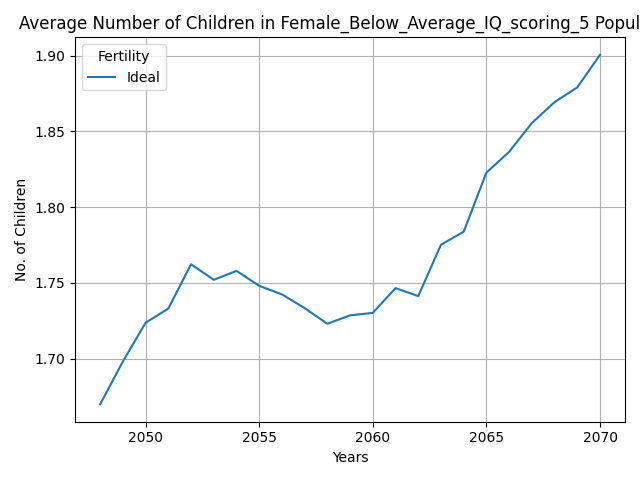 Average Number of Children in Female_Below_Average_IQ_scoring_5 Popul
Fertility
Ideal
1.90
1.85
1.80
1.75
1.70
No. of Children
2050 2055 2060 2065 2070
Years